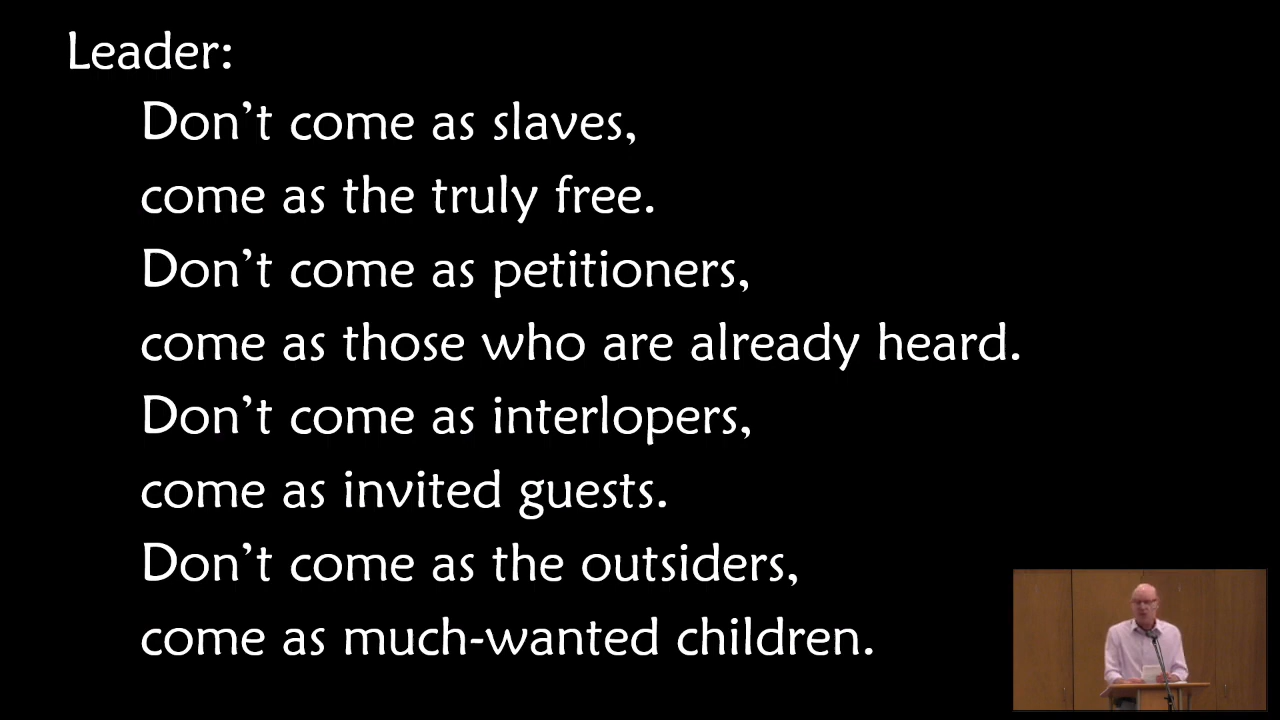 Leader:
Don’t come as slaves,
come as the truly free.
Don’t come as petitioners,
come as those who are already heard.
Don’t come as interlopers,
come as invited guests.
Don’t come as the outsiders,
come as much-wanted children.